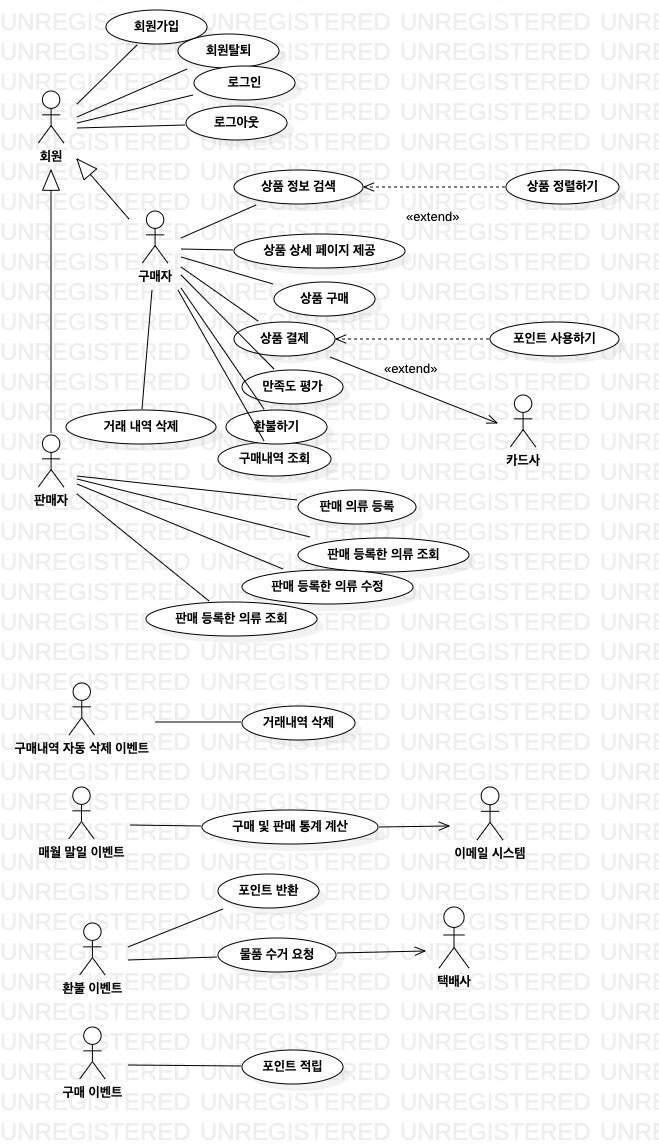 회원가입
회원탈퇴
로그인
로그아웃
회원
상품 정보 검색
상품 정렬하기
«extend»
구매자
상품 상세 페이지 제공
상품 구매
상품 결제
포인트 사용하기
«extend»
만족도 평가
카드사
거래 내역 삭제
환불하기
구매내역 조회
판매자
판매 의류 등록
판매 등록한 의류 조회
판매 등록한 의류 수정
판매 등록한 의류 조회
구매내역 자동 삭제 이벤트
거래내역 삭제
매월 말일 이벤트
구매 및 판매 통계 계산
이메일 시스템
포인트 반환
환불 이벤트
물품 수거 요청
택배사
구매 이벤트
포인트 적립
UNREGISTERED